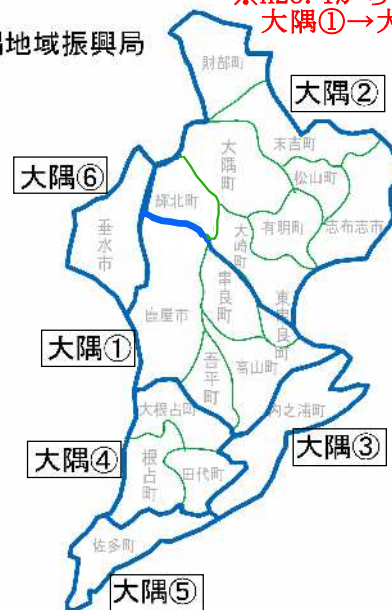 大隅①→大
地域振興局
財部町
大隅②
末吉町
大隅町
松山町
大隅⑥
輝北町
有明町
志布志市
垂水市
大崎町
串良町
東串良町
鹿屋市
大隅①
吾平町
高山町
大根占町
内之浦町
大隅③
大隅④
根占町
田代町
佐多町
大隅⑤